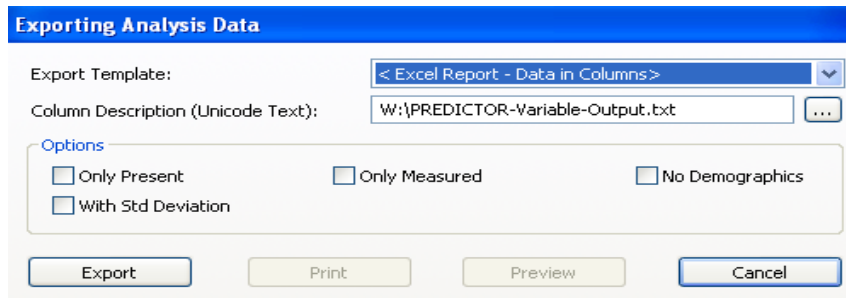 Exporting Analysis Data
Export Template: < Excel Report - Data in Columns>
Column Description (Unicode Text): W:\PREDICTOR-Variable-Output.txt ...
Options
Only Present Only Measured No Demographics
With Std Deviation
Export Print Preview Cancel